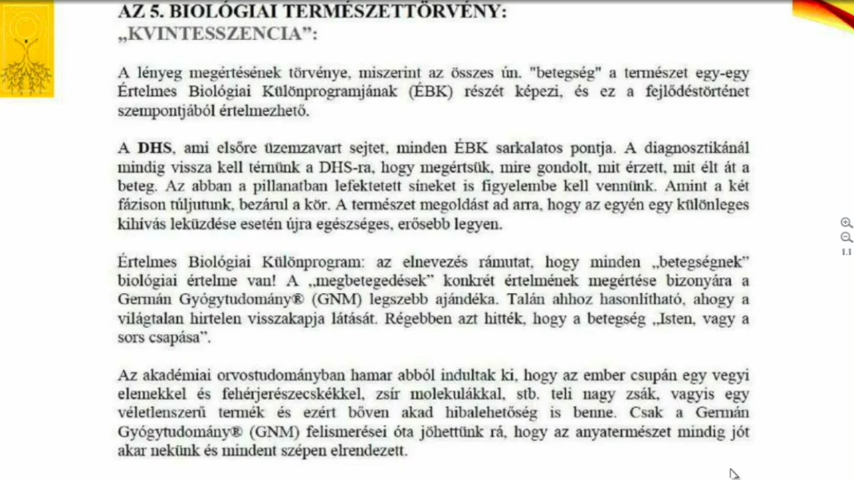 AZ 5. BIOLÓGIAI TERMÉSZETTÖRVÉNY:
„KVINTESSZENCIA”:
A lényeg megértésének törvénye, miszerint az összes ún. "betegség" a természet egy-egy
Értelmes Biológiai Különprogramjának (ÉBK) részét képezi, és ez a fejlődéstörténet
szempontjából értelmezhető.
A DHS, ami elsőre üzemzavart sejtet, minden ÉBK sarkalatos pontja. A diagnosztikánál
mindig vissza kell térnünk a DHS-ra, hogy megértsük, mire gondolt, mit érzett, mit élt át a
beteg. Az abban a pillanatban lefektetett síneket is figyelembe kell vennünk. Amint a két
fázison túljutunk, bezárul a kör. A természet megoldást ad arra, hogy az egyén egy különleges
kihívás leküzdése esetén újra egészséges, erősebb legyen.
Értelmes Biológiai Különprogram: az elnevezés rámutat, hogy minden „betegségnek”
biológiai értelme van! A „megbetegedések” konkrét értelmének megértése bizonyára a
Germán Gyógytudomány® (GNM) legszebb ajándéka. Talán ahhoz hasonlítható, ahogy a
világtalan hirtelen visszakapja látását. Régebben azt hitték, hogy a betegség „Isten, vagy a
sors csapása”.
Az akadémiai orvostudományban hamar abból indultak ki, hogy az ember csupán egy vegyi
elemekkel és fehérjerészecskékkel, zsír molekulákkal, stb. teli nagy zsák, vagyis egy
véletlenszerű termék és ezért bőven akad hibalehetőség is benne. Csak a Germán
Gyógytudomány® (GNM) felismerései óta jöhettünk rá, hogy az anyatermészet mindig jót
akar nekünk és mindent szépen elrendezett.